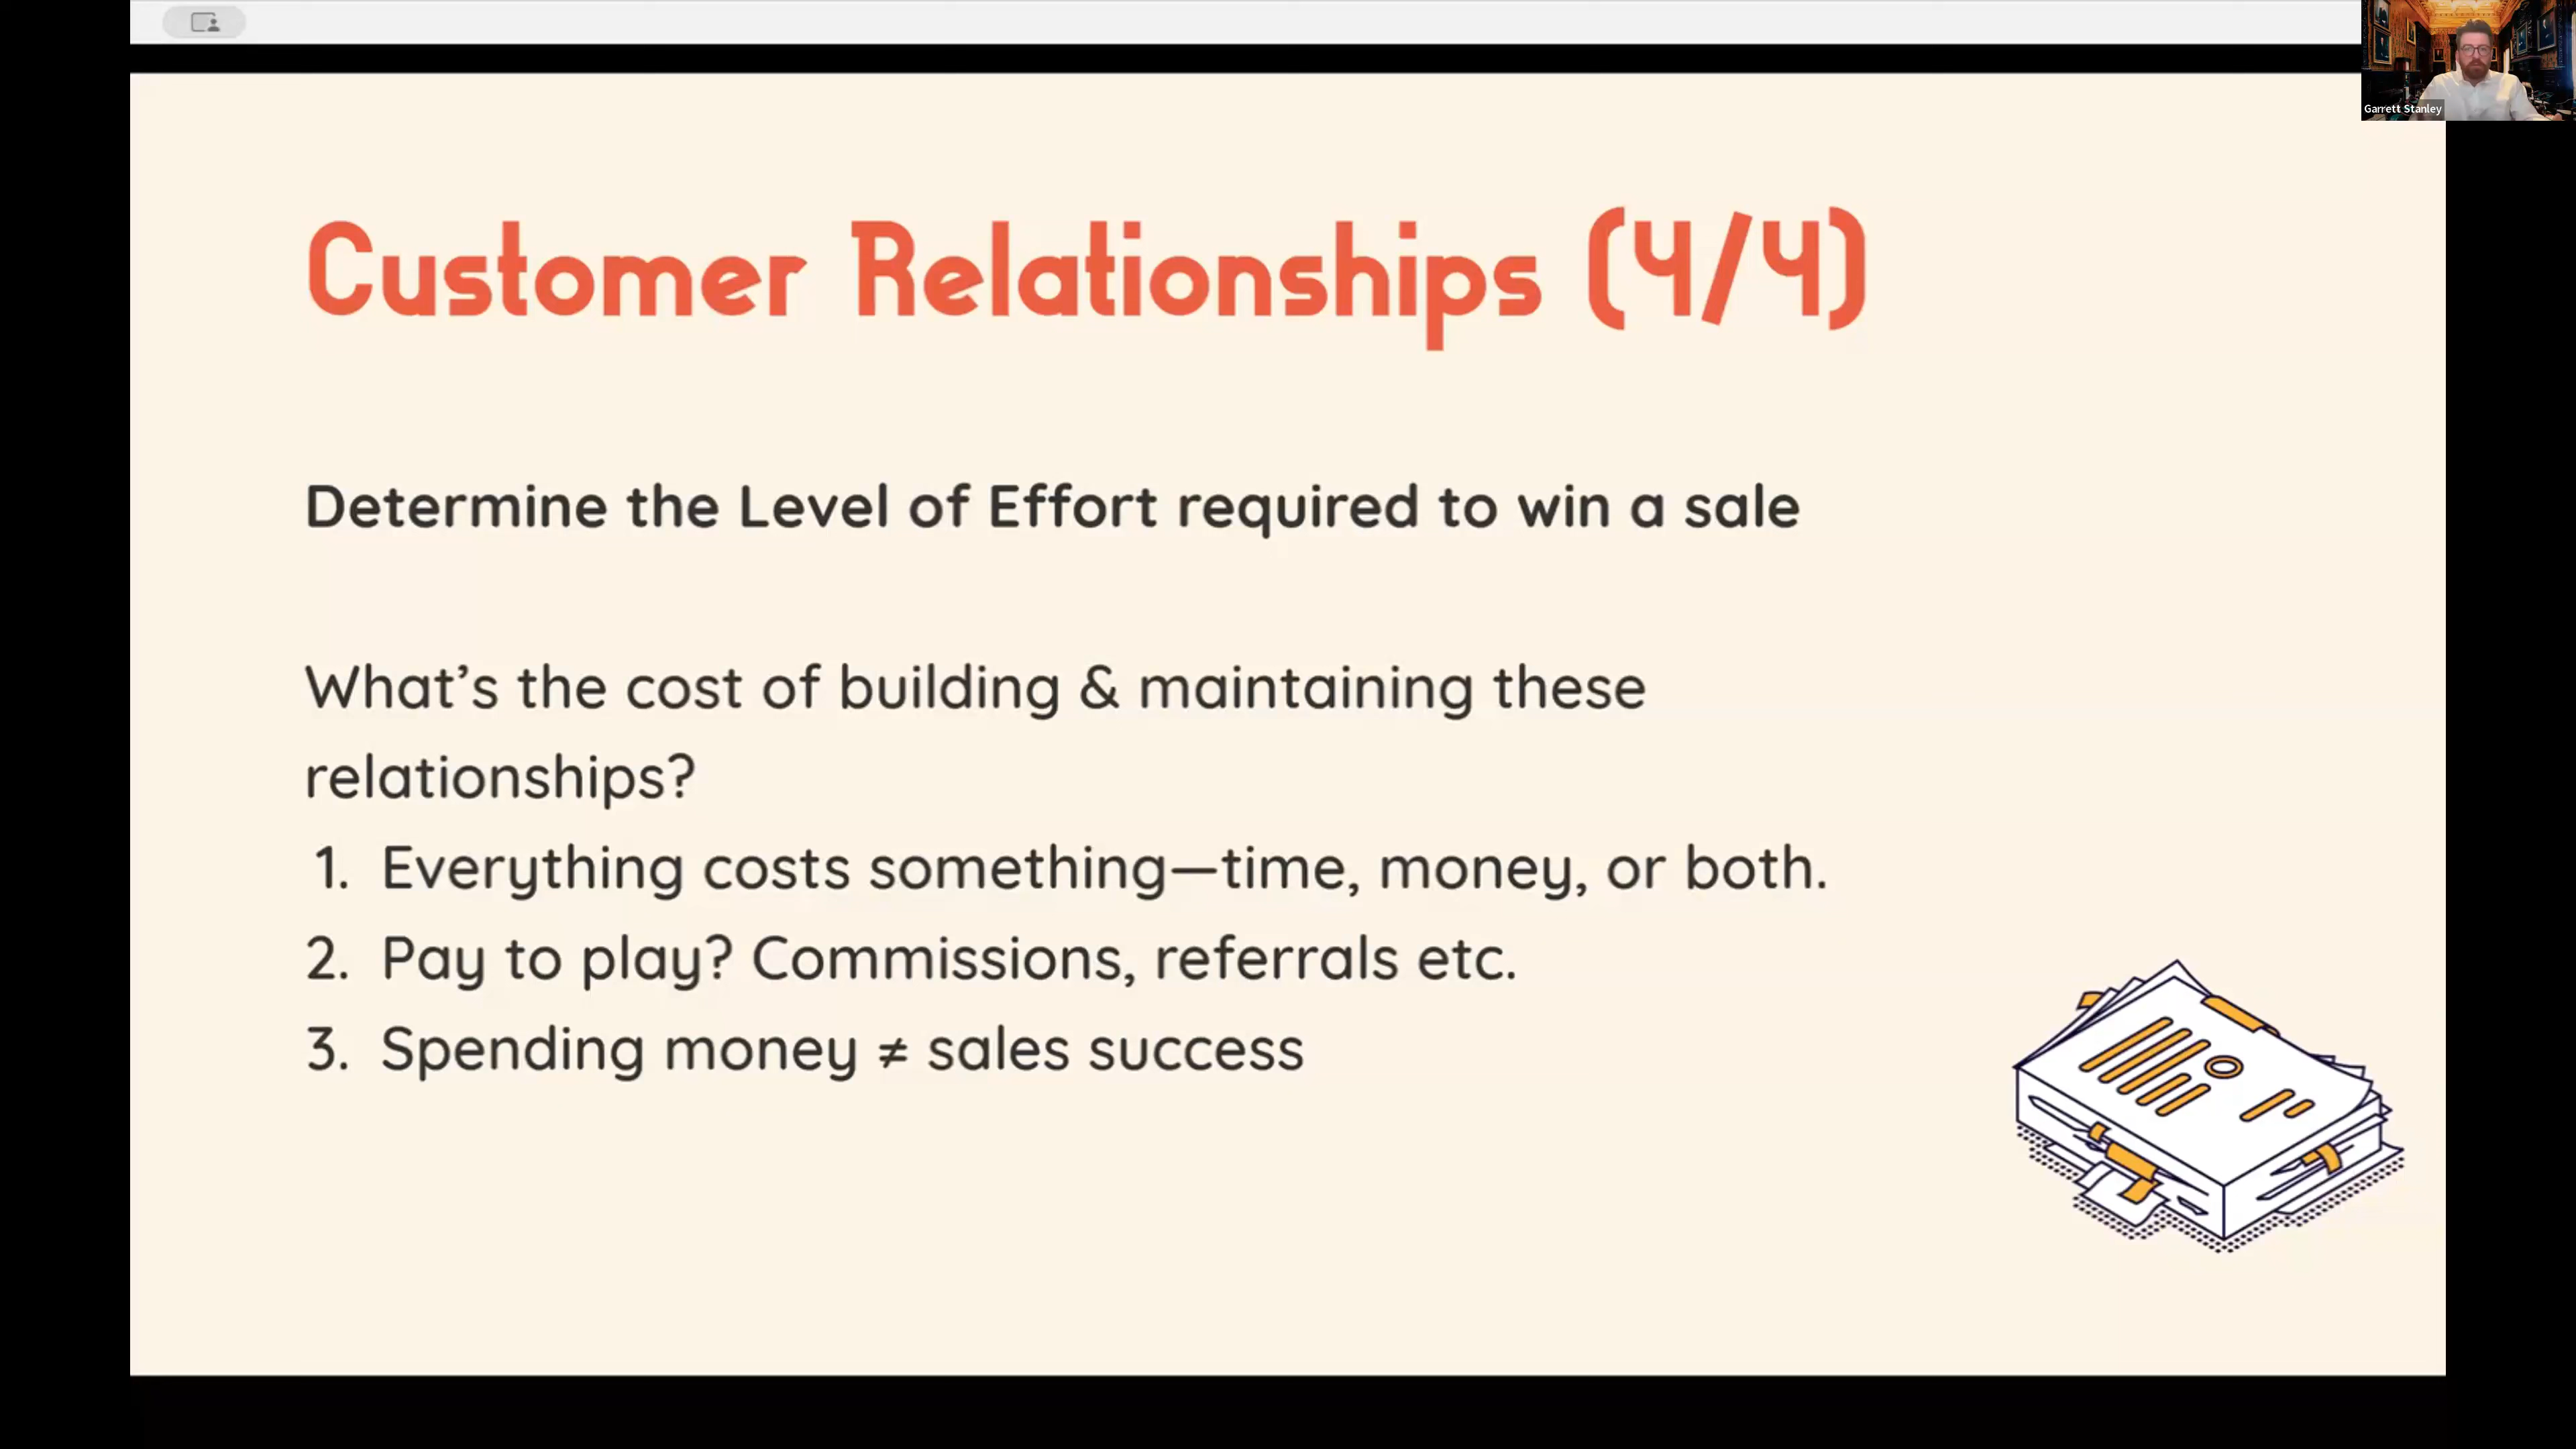 Garrett Stanley
Customer Relationships (4/4)
Determine the Level of Effort required to win a sale
What’s the cost of building & maintaining these
relationships?
1. Everything costs something—time, money, or both.
2. Pay to play? Commissions, referrals etc.
3. Spending money ≠ sales success